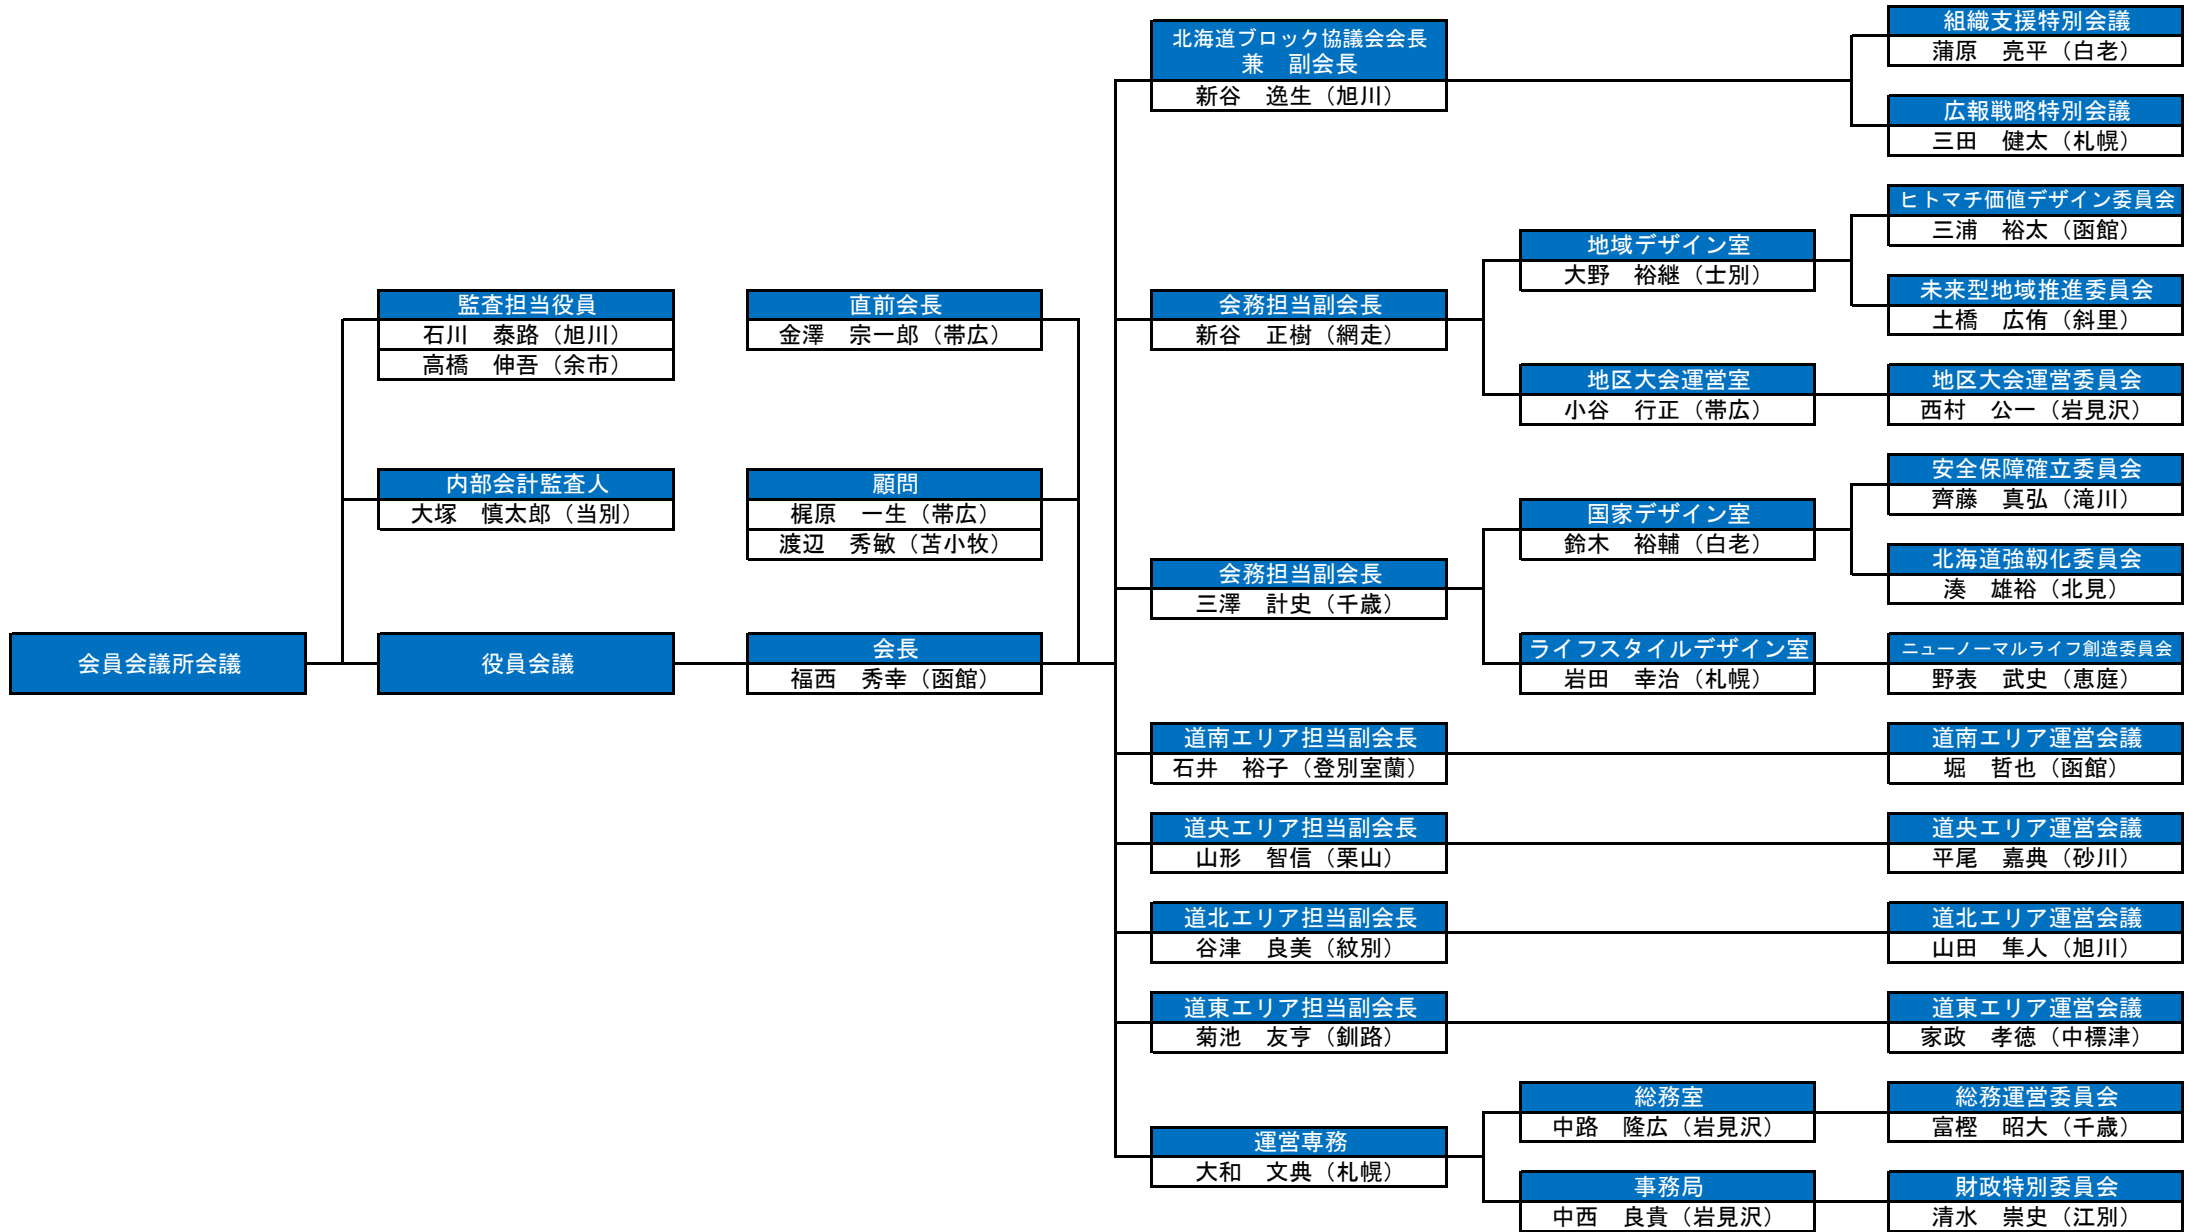 会員会議所会議
監査担当役員
石川　泰路（旭川）
高橋　伸吾（余市）
内部会計監査人
大塚　慎太郎（当別）
役員会議
直前会長
金澤　宗一郎（帯広）
顧問
梶原　一生（帯広）
渡辺　秀敏（苫小牧）
会長
福西　秀幸（函館）
北海道ブロック協議会会長
兼　副会長
新谷　逸生（旭川）
組織支援特別会議
蒲原　亮平（白老）
広報戦略特別会議
三田　健太（札幌）
会務担当副会長
新谷　正樹（網走）
地域デザイン室
大野　裕継（士別）
ヒトマチ価値デザイン委員会
三浦　裕太（函館）
未来型地域推進委員会
土橋　広侑（斜里）
地区大会運営室
小谷　行正（帯広）
地区大会運営委員会
西村　公一（岩見沢）
会務担当副会長
三澤　計史（千歳）
国家デザイン室
鈴木　裕輔（白老）
安全保障確立委員会
齊藤　真弘（滝川）
北海道強靱化委員会
湊　雄裕（北見）
ライフスタイルデザイン室
岩田　幸治（札幌）
ニューノーマルライフ創造委員会
野表　武史（恵庭）
道南エリア担当副会長
石井　裕子（登別室蘭）
道南エリア運営会議
堀　哲也（函館）
道央エリア担当副会長
山形　智信（栗山）
道央エリア運営会議
平尾　嘉典（砂川）
道北エリア担当副会長
谷津　良美（紋別）
道北エリア運営会議
山田　隼人（旭川）
道東エリア担当副会長
菊池　友亨（釧路）
道東エリア運営会議
家政　孝徳（中標津）
運営専務
大和　文典（札幌）
総務室
中路　隆広（岩見沢）
総務運営委員会
富樫　昭大（千歳）
事務局
中西　良貴（岩見沢）
財政特別委員会
清水　崇史（江別）